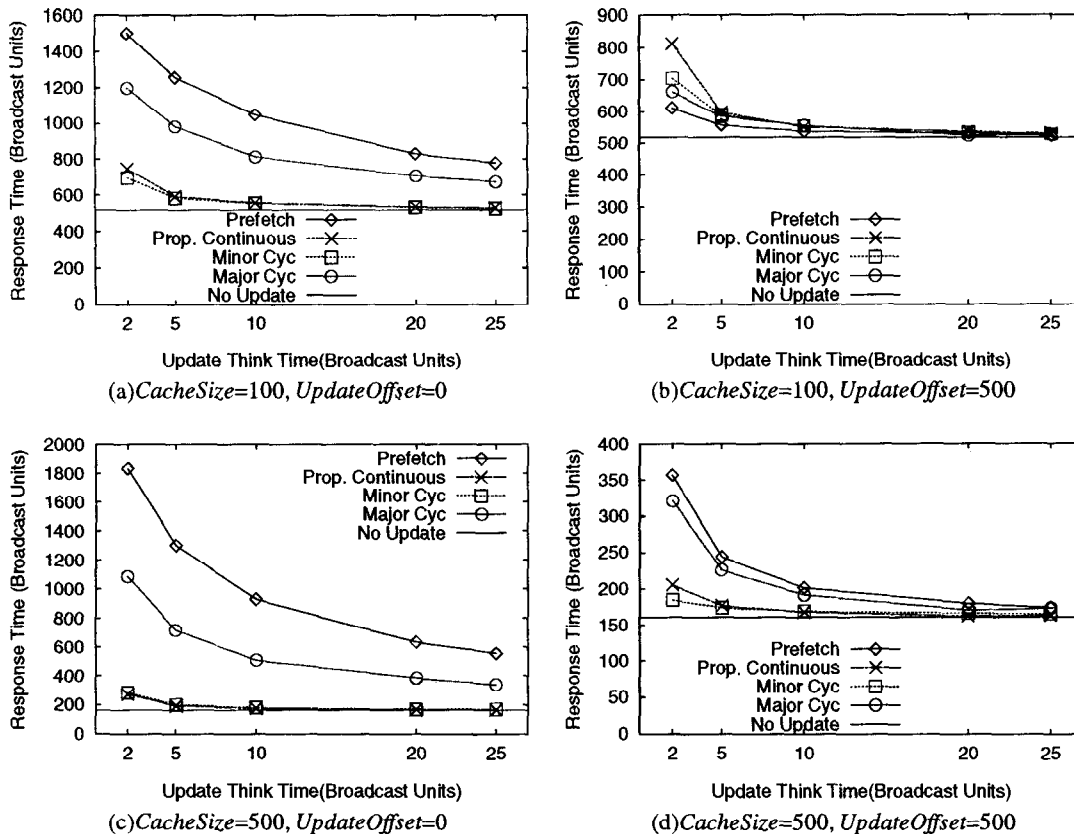 Response Time (Broadcast Units)
1600
1400
1200
1000
800
600
400
200
0
Prefetch
Prop. Continuous
Minor Cyc
Major Cyc
No Update
2 5 10 20 25
Update Think Time(Broadcast Units)
(a)CacheSize=100, UpdateOffset=0
Response Time (Broadcast Units)
900
800
700
600
500
400
300
200
100
0
Prefetch
Prop. Continuous
Minor Cyc
Major Cyc
No Update
2 5 10 20 25
Update Think Time(Broadcast Units)
(b)CacheSize=100, UpdateOffset=500
Response Time (Broadcast Units)
2000
1800
1600
1400
1200
1000
800
600
400
200
0
Prefetch
Prop. Continuous
Minor Cyc
Major Cyc
No Update
2 5 10 20 25
Update Think Time(Broadcast Units)
(c)CacheSize=500, UpdateOffset=0
Response Time (Broadcast Units)
400
350
300
250
200
150
100
50
0
Prefetch
Prop. Continuous
Minor Cyc
Major Cyc
No Update
2 5 10 20 25
Update Think Time(Broadcast Units)
(d)CacheSize=500, UpdateOffset=500